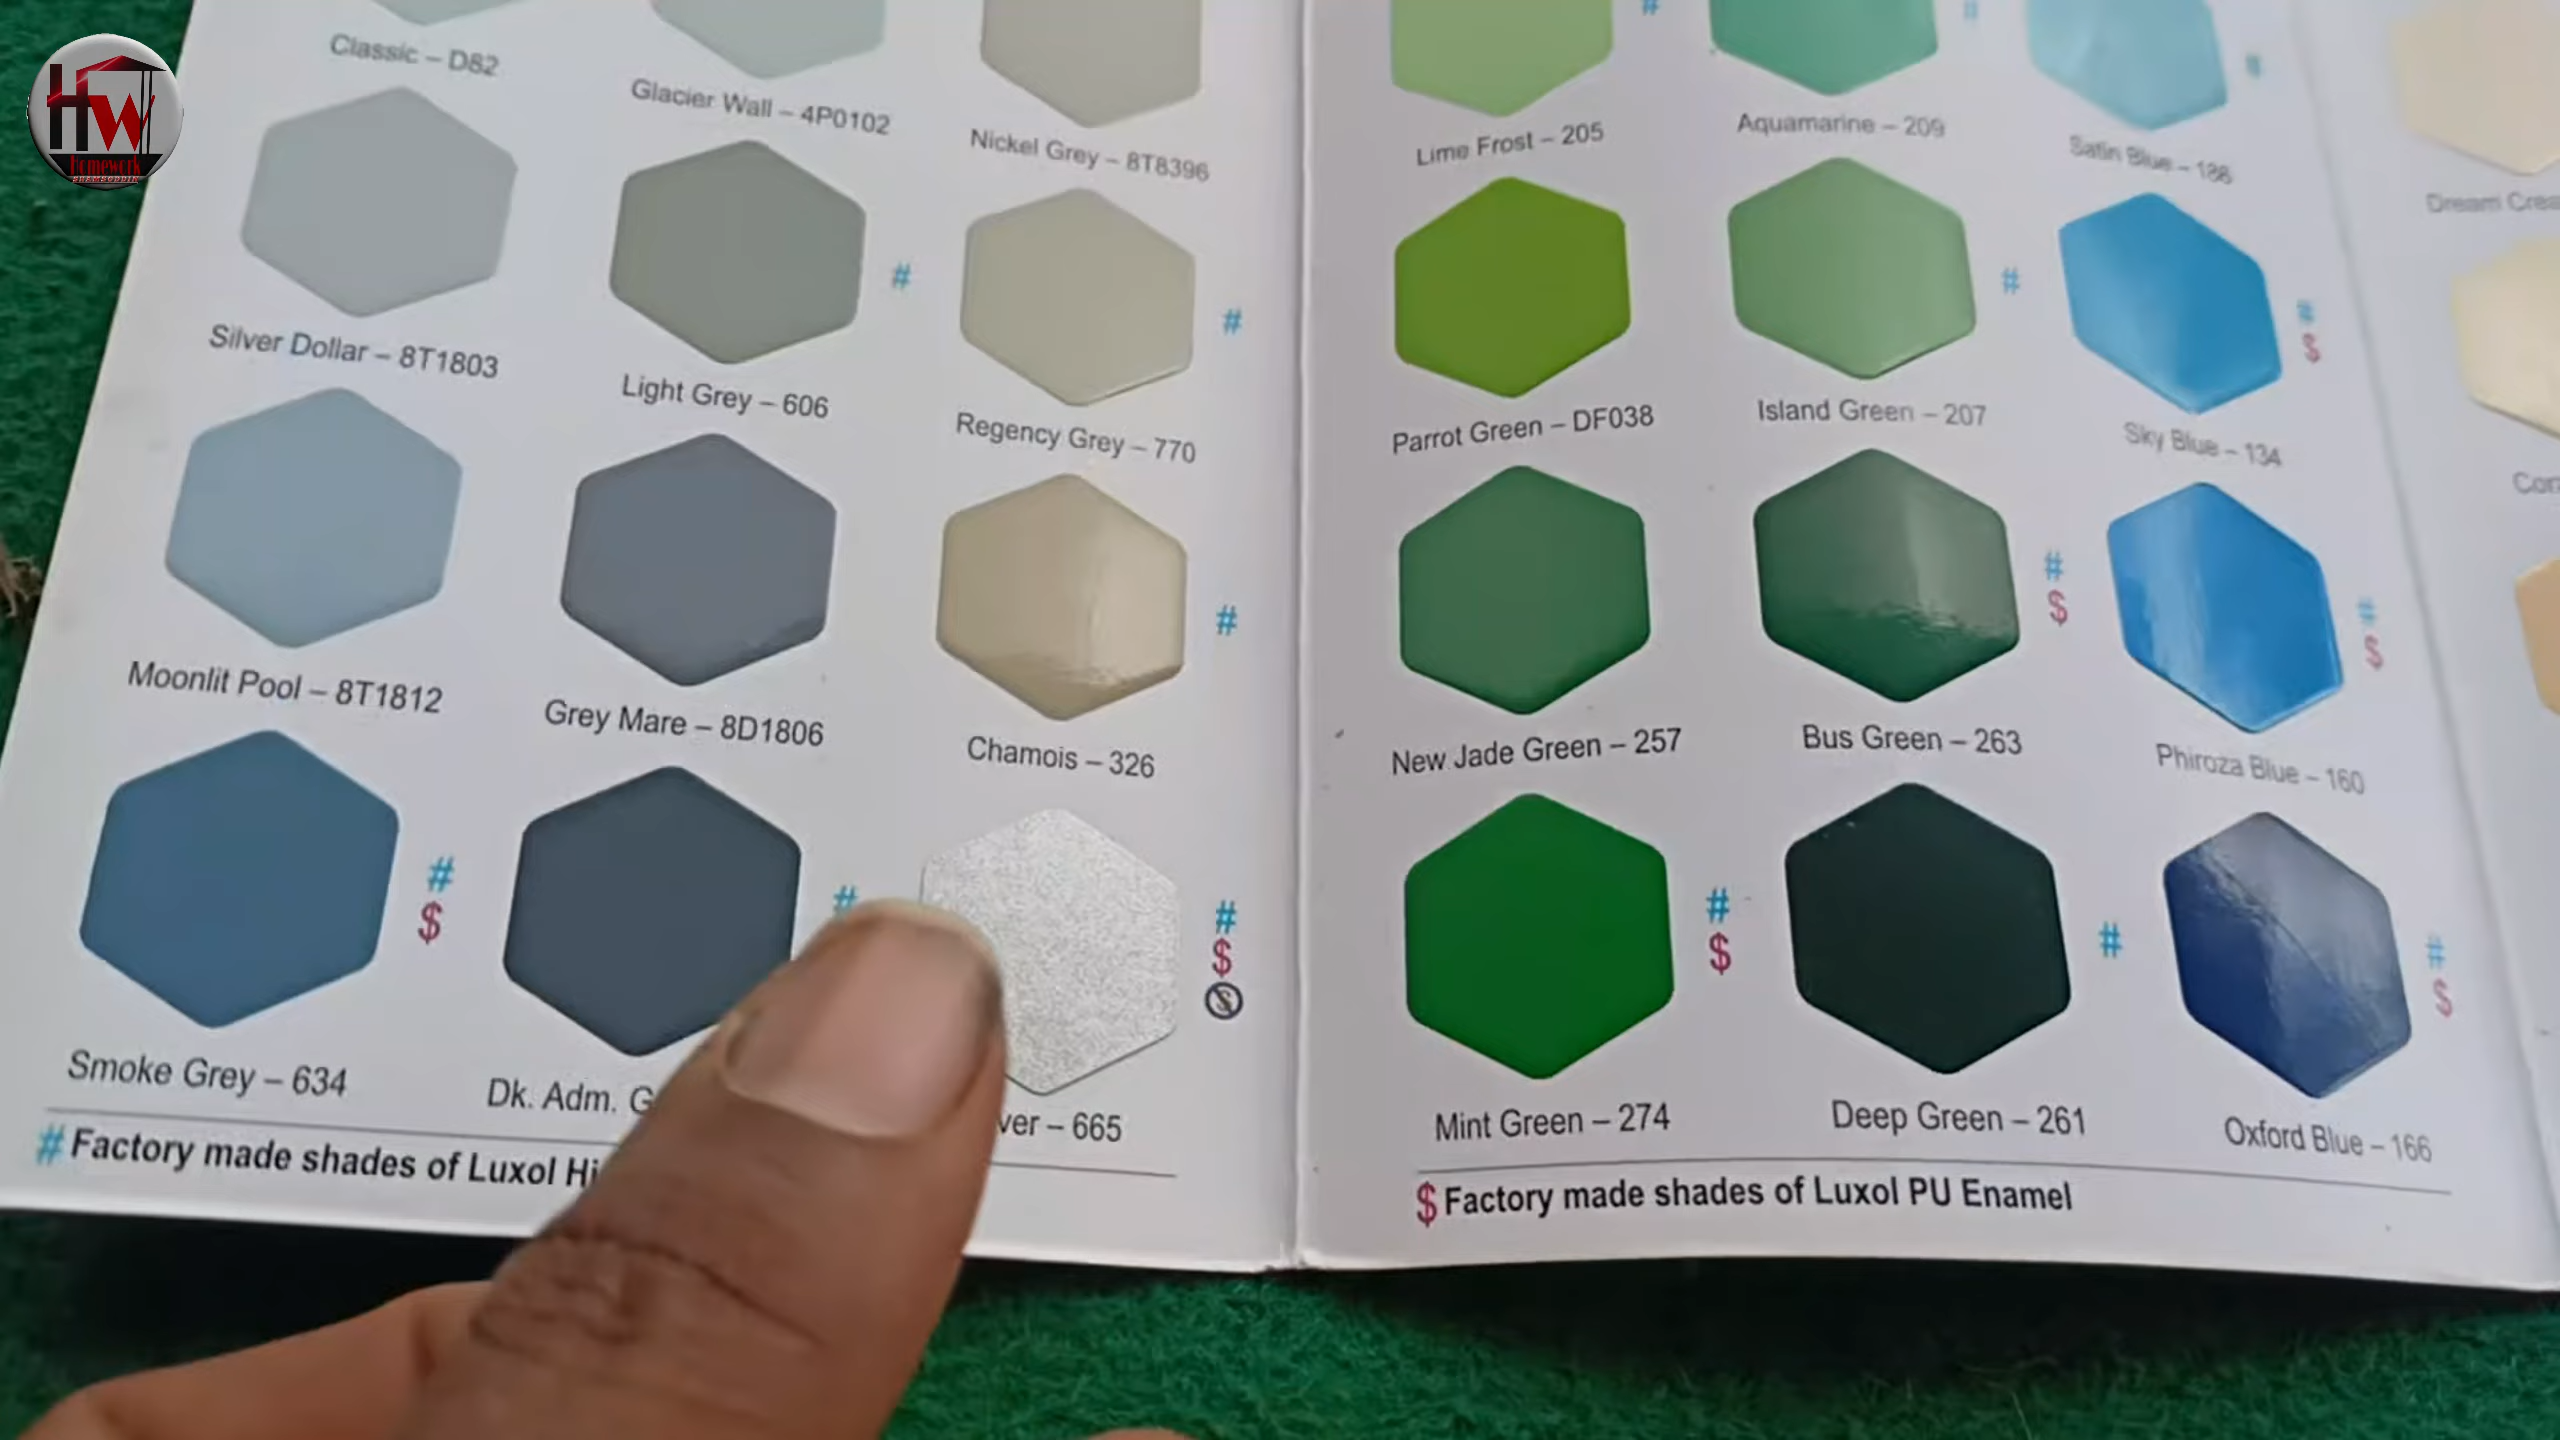 HW
Homework
Classic – D82
Glacier Wall – 4P0102
Nickel Grey – 8T8396
#
#
Silver Dollar – 8T1803
Light Grey – 606
Regency Grey – 770
#
Moonlit Pool – 8T1812
Grey Mare – 8D1806
Chamois – 326
#
$
#
#
$
Smoke Grey – 634
Dk. Adm.
ver – 665
# Factory made shades of Luxol
#
Lime Frost – 205
Aquamarine – 209
Satin Blue – 188
Dream
#
#
$
Parrot Green – DF038
Island Green – 207
Sky Blue – 134
#
$
#
$
New Jade Green – 257
Bus Green – 263
Phiroza Blue – 160
#
$
#
#
$
Mint Green – 274
Deep Green – 261
Oxford Blue – 166
$ Factory made shades of Luxol PU Enamel